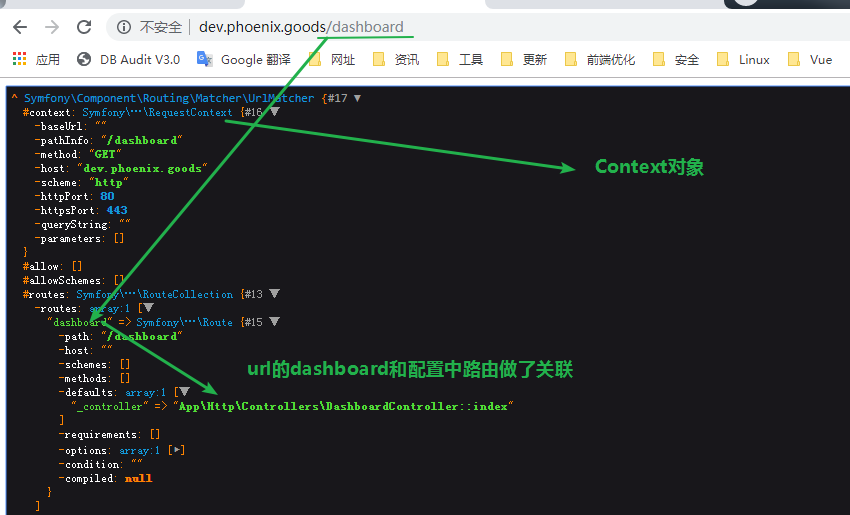 不安全 | dev.phoenix.goods/dashboard
应用 DB Audit V3.0 Google 翻译 网址 资讯 工具 更新 前端优化 安全 Linux Vue
^ Symfony\Component\Routing\Matcher\UrlMatcher {#17 ▼
#context: Symfony\…\RequestContext {#16 ▼
-baseUrl: ""
-pathInfo: "/dashboard"
-method: "GET"
-host: "dev.phoenix.goods"
-scheme: "http"
-httpPort: 80
-httpsPort: 443
-queryString: ""
-parameters: []
}
Context对象
#allow: []
#allowSchemes: []
#routes: Symfony\…\RouteCollection {#13 ▼
-routes: array:1 [▼
"dashboard" => Symfony\…\Route {#15 ▼
-path: "/dashboard"
-host: ""
-schemes: []
-methods: []
url的dashboard和配置中路由做了关联
-defaults: array:1 [▼
"_controller" => "App\Http\Controllers\DashboardController::index"
]
-requirements: []
-options: array:1 [▶]
-condition: ""
-compiled: null
}
]